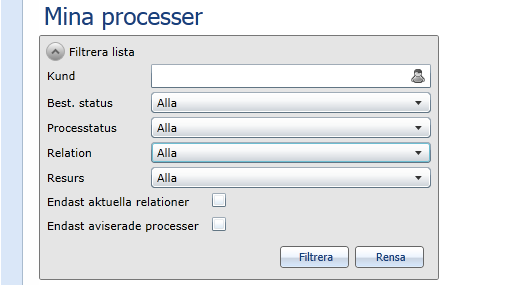 Mina processer
Filtrera lista
Kund
Best. status Alla
Processtatus Alla
Relation Alla
Resurs Alla
Endast aktuella relationer
Endast aviserade processer
Filtrera Rensa